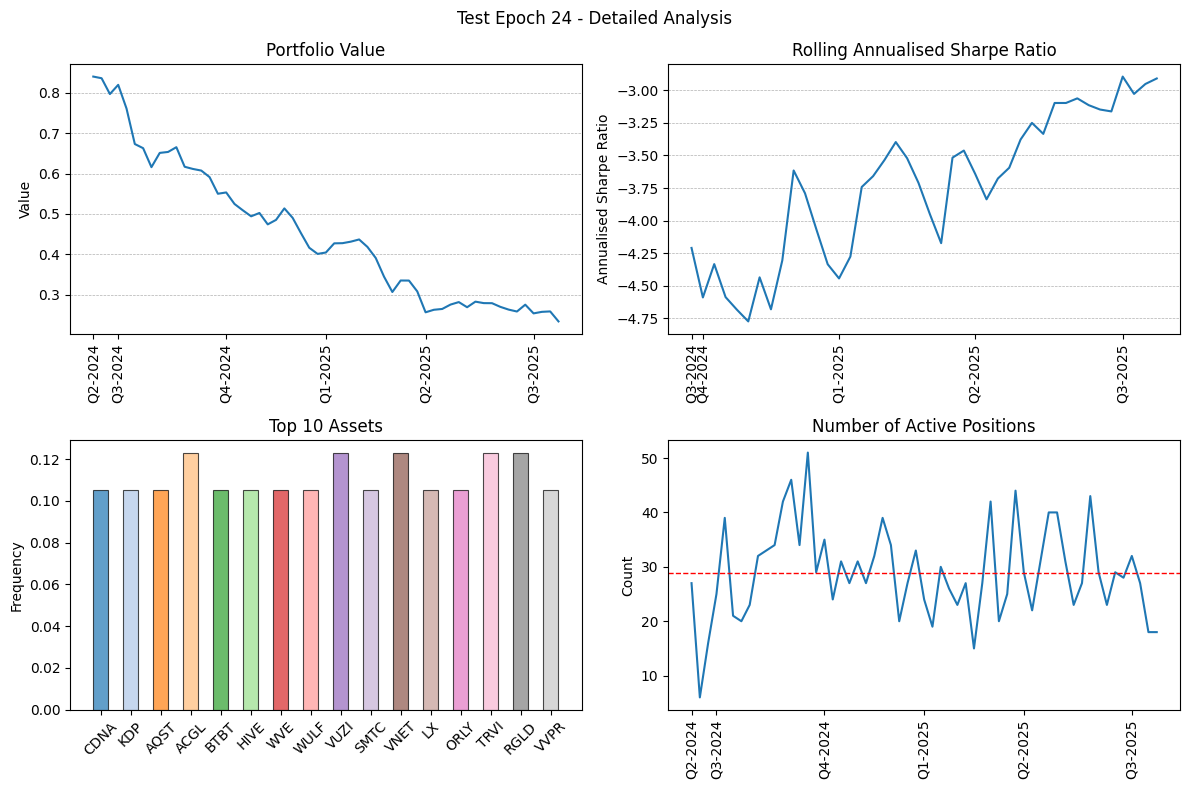 Test Epoch 24 - Detailed Analysis
Portfolio Value
Value
0.8
0.7
0.6
0.5
0.4
0.3
Q2-2024
Q3-2024
Q4-2024
Q1-2025
Q2-2025
Q3-2025
Rolling Annualised Sharpe Ratio
Annualised Sharpe Ratio
−3.00
−3.25
−3.50
−3.75
−4.00
−4.25
−4.50
−4.75
Q3-2024
Q4-2024
Q1-2025
Q2-2025
Q3-2025
Top 10 Assets
Frequency
0.12
0.10
0.08
0.06
0.04
0.02
0.00
CDNA
KDP
AQST
ACGL
BTBT
HIVE
WVE
WULF
VUZI
SMTC
VNET
LX
ORLY
TRVI
RGLD
VVPR
Number of Active Positions
Count
50
40
30
20
10
Q2-2024
Q3-2024
Q4-2024
Q1-2025
Q2-2025
Q3-2025